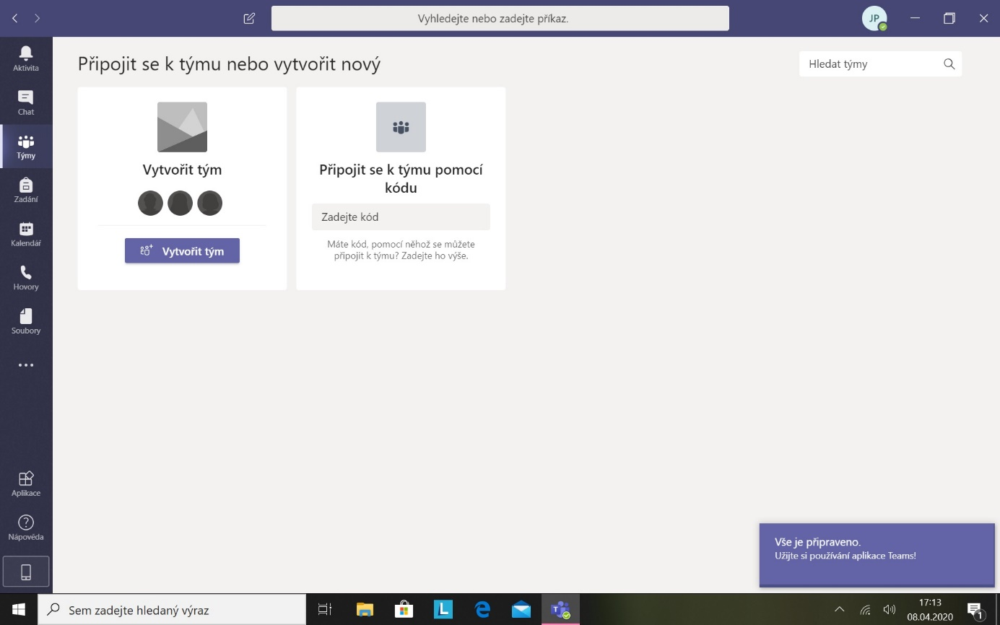 Vyhledejte nebo zadejte příkaz.
JP
Aktivita
Chat
Týmy
Zadání
Kalendář
Hovory
Soubory
Aplikace
Nápověda
Připojit se k týmu nebo vytvořit nový
Hledat týmy
Vytvořit tým
Vytvořit tým
Připojit se k týmu pomocí
kódu
Zadejte kód
Máte kód, pomocí něhož se můžete
připojit k týmu? Zadejte ho výše.
Vše je připraveno.
Užijte si používání aplikace Teams!
Sem zadejte hledaný výraz
L
T
17:13
08.04.2020
1